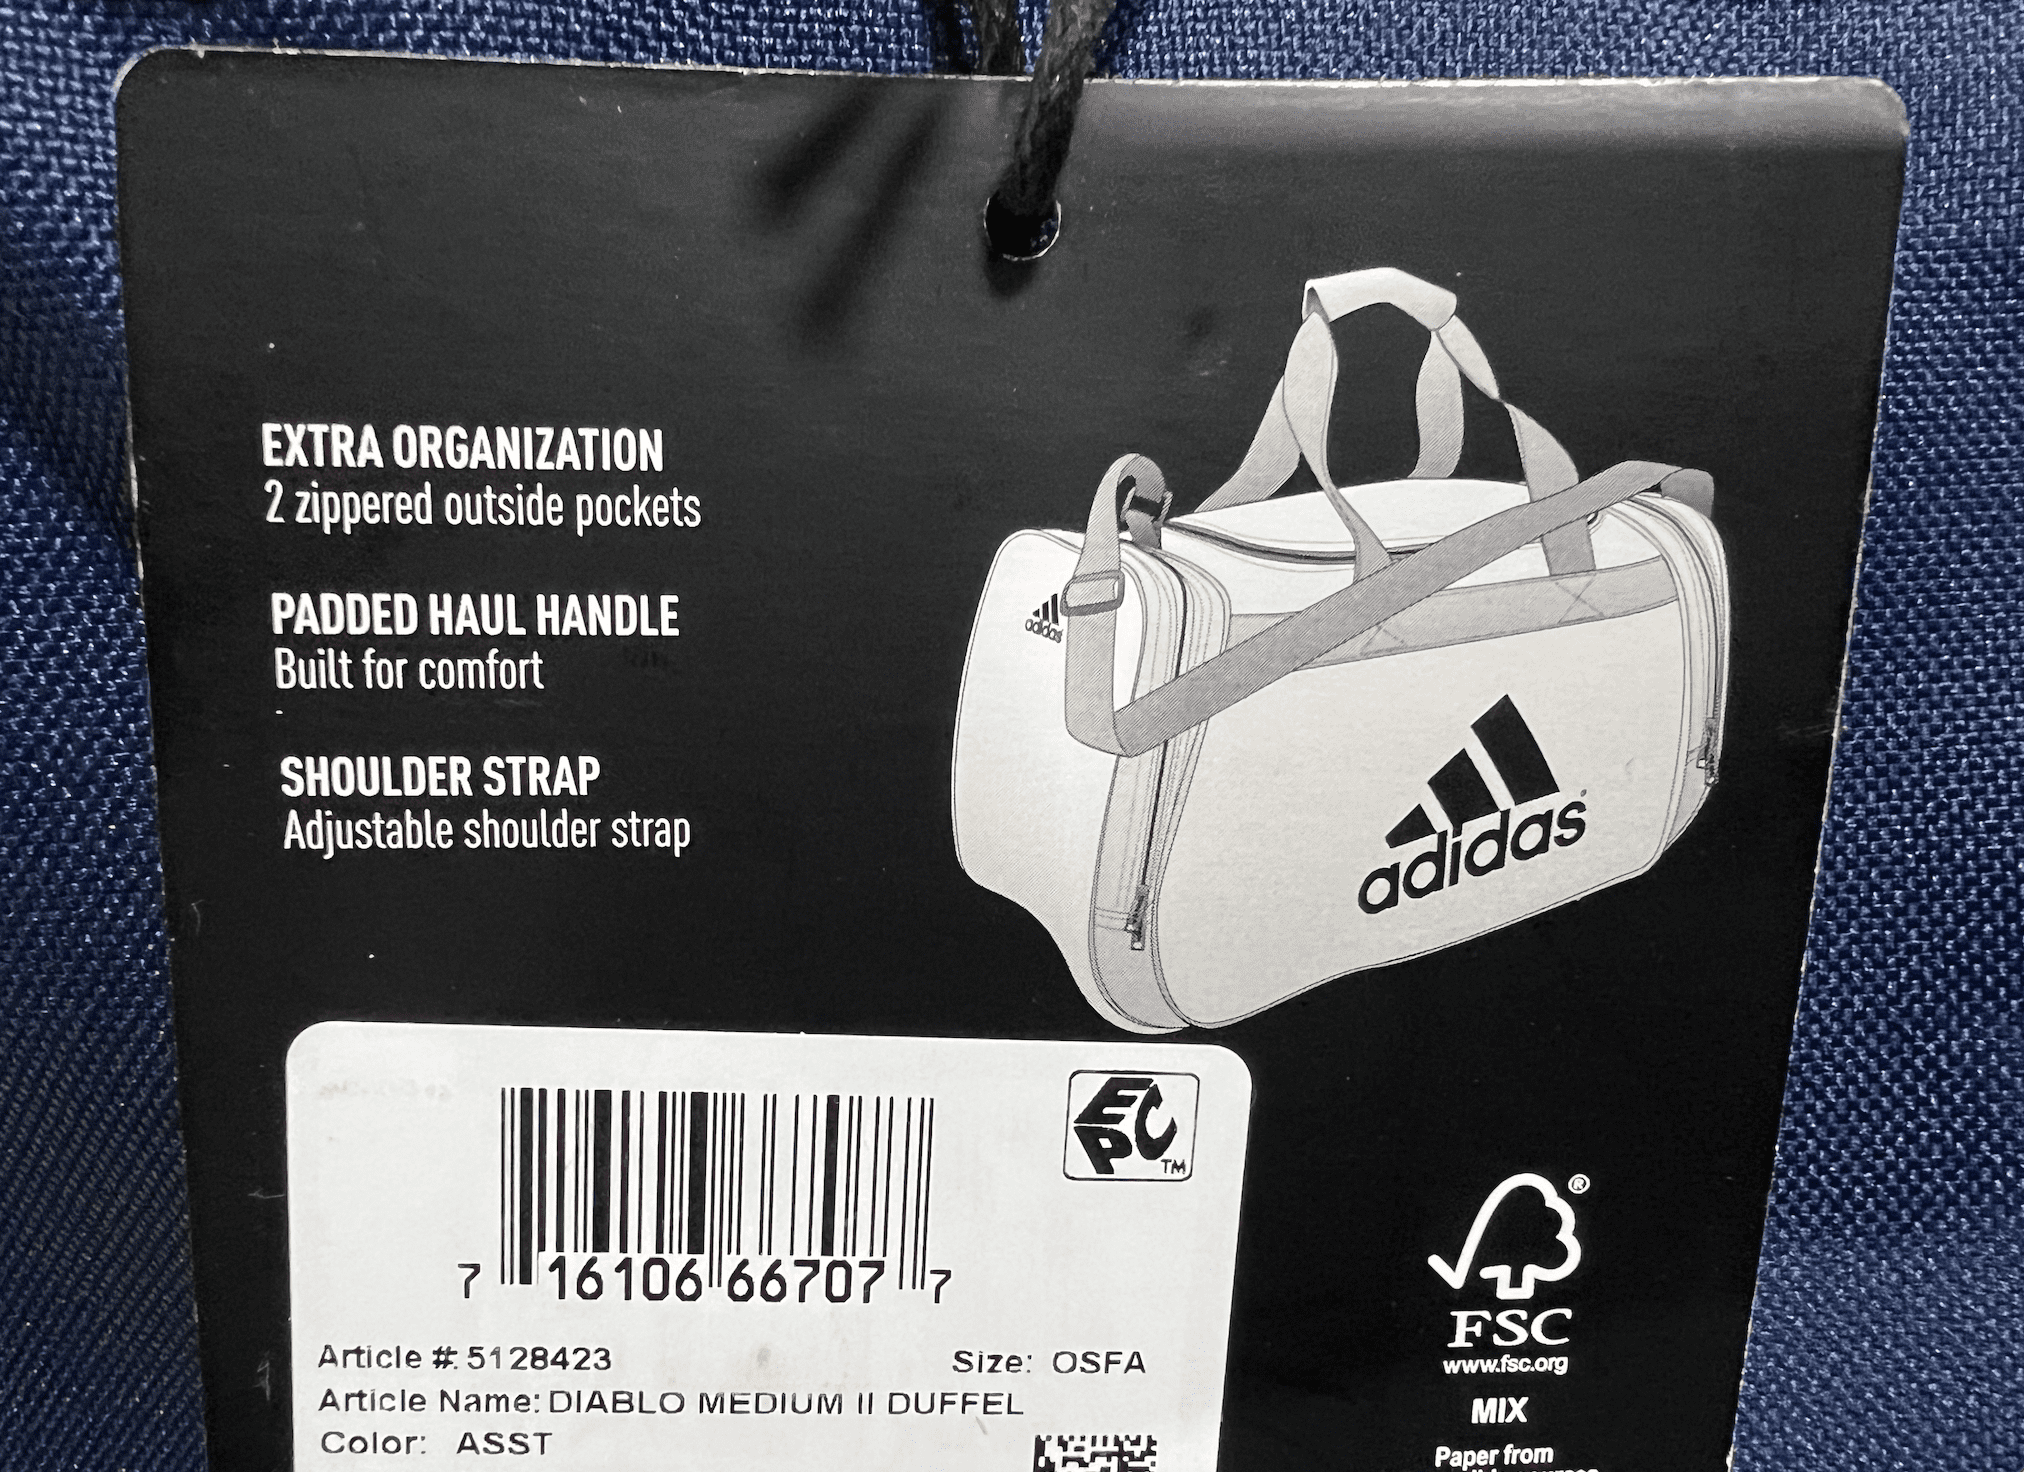 EXTRA ORGANIZATION
2 zippered outside pockets
PADDED HAUL HANDLE
Built for comfort
SHOULDER STRAP
Adjustable shoulder strap
adidas
adidas®
EPC™
7 16106 66707 7
Article #: 5128423 Size: OSFA
Article Name: DIABLO MEDIUM II DUFFEL
Color: ASST
®
FSC
www.fsc.org
MIX
Paper from